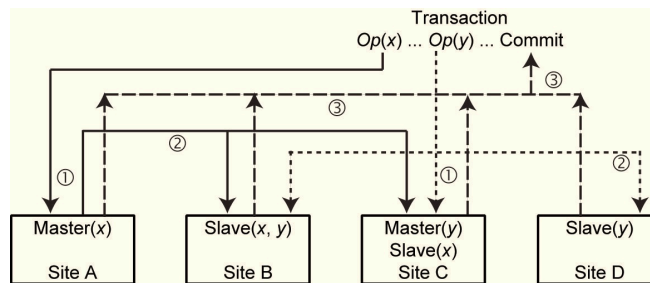 Transaction
Op(x) ... Op(y) ... Commit
③
③
②
①
①
②
Master(x)
Site A
Slave(x, y)
Site B
Master(y)
Slave(x)
Site C
Slave(y)
Site D